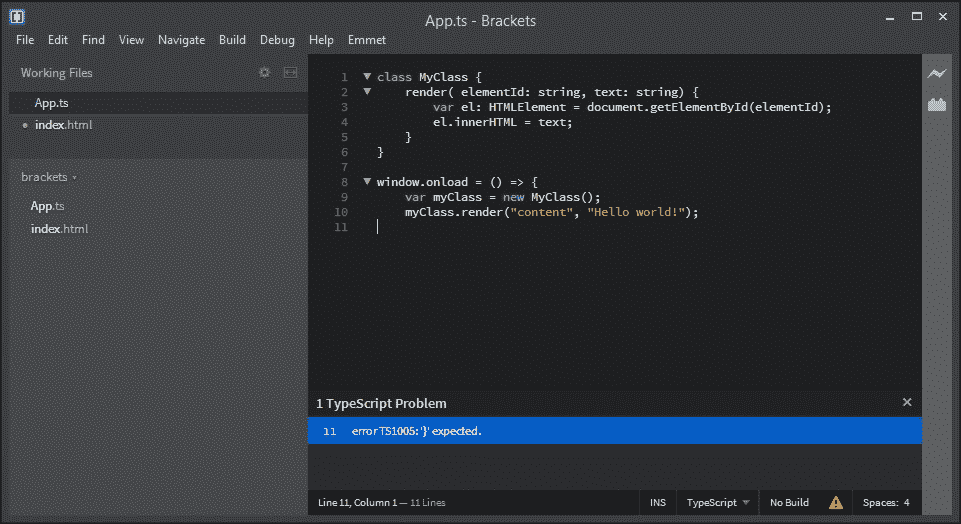 App.ts - Brackets
File Edit Find View Navigate Build Debug Help Emmet
Working Files
App.ts
index.html
brackets
App.ts
index.html
1 class MyClass {
2     render( elementId: string, text: string) {
3         var el: HTMLElement = document.getElementById(elementId);
4         el.innerHTML = text;
5     }
6 }
7
8 window.onload = () => {
9     var myClass = new MyClass();
10     myClass.render("content", "Hello world!");
11
1 TypeScript Problem
11 error TS1005: '}' expected.
Line 11, Column 1 — 11 Lines INS TypeScript No Build Spaces: 4